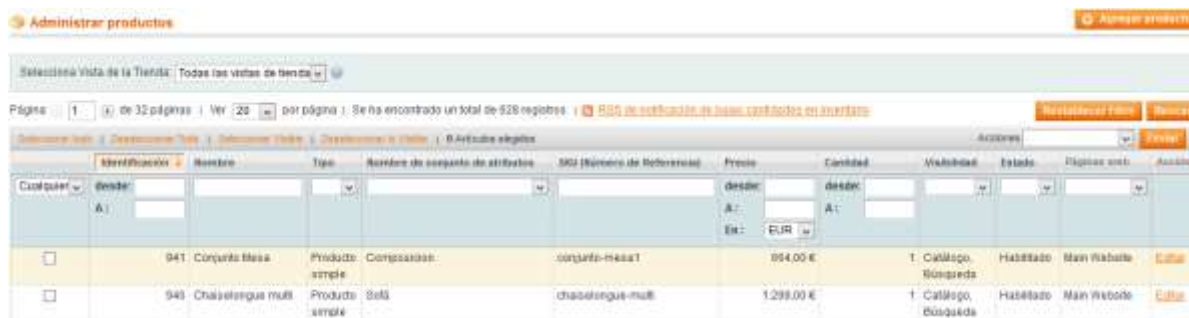 Administrar productos
Agregar producto
Selecciona Vista de la Tienda: Todas las vistas de tienda
Página 1 de 32 páginas | Ver 20 por página | Se ha encontrado un total de 628 registros | RSS de notificación de bajas cantidades en inventario
Restablecer Filtro Buscar
Seleccionar todo | Deseleccionar Todo | Seleccionar Visible | Deseleccionar lo Visible | 0 Artículos elegidos Acciones Enviar
Identificación Nombre Tipo Nombre de conjunto de atributos SKU (Número de Referencia) Precio Cantidad Visibilidad Estado Páginas web
Cualquier desde: desde: desde:
A: A: A:
En: EUR
941 Conjunto Mesa Producto simple Composicion conjunto-mesa1 864,00 € 1 Catálogo, Búsqueda Habilitado Main Website Editar
Chaiselongue multi Producto simple Sofá chaiselongue-multi 1.299,00 € 1 Catálogo, Búsqueda Habilitado Main Website Editar